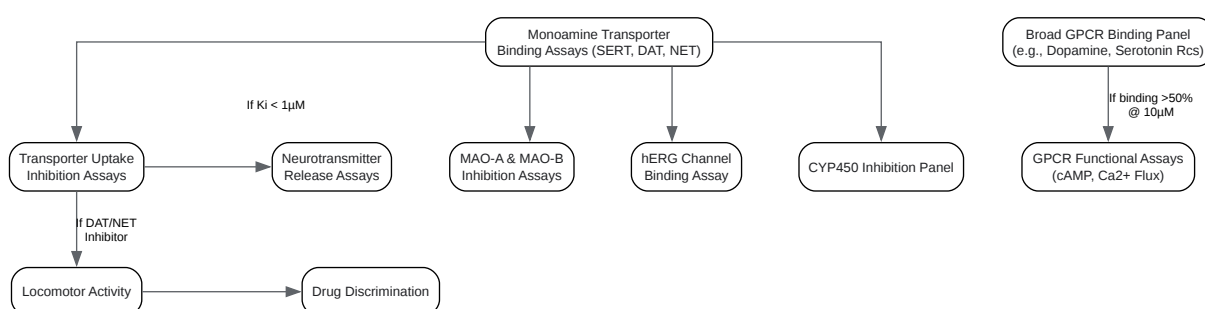 Monoamine Transporter
Binding Assays (SERT, DAT, NET)
Broad GPCR Binding Panel
(e.g., Dopamine, Serotonin Rcs)
If Ki < 1µM
If binding >50%
@ 10µM
Transporter Uptake
Inhibition Assays
Neurotransmitter
Release Assays
MAO-A & MAO-B
Inhibition Assays
hERG Channel
Binding Assay
CYP450 Inhibition Panel
GPCR Functional Assays
(cAMP, Ca2+ Flux)
If DAT/NET
Inhibitor
Locomotor Activity
Drug Discrimination